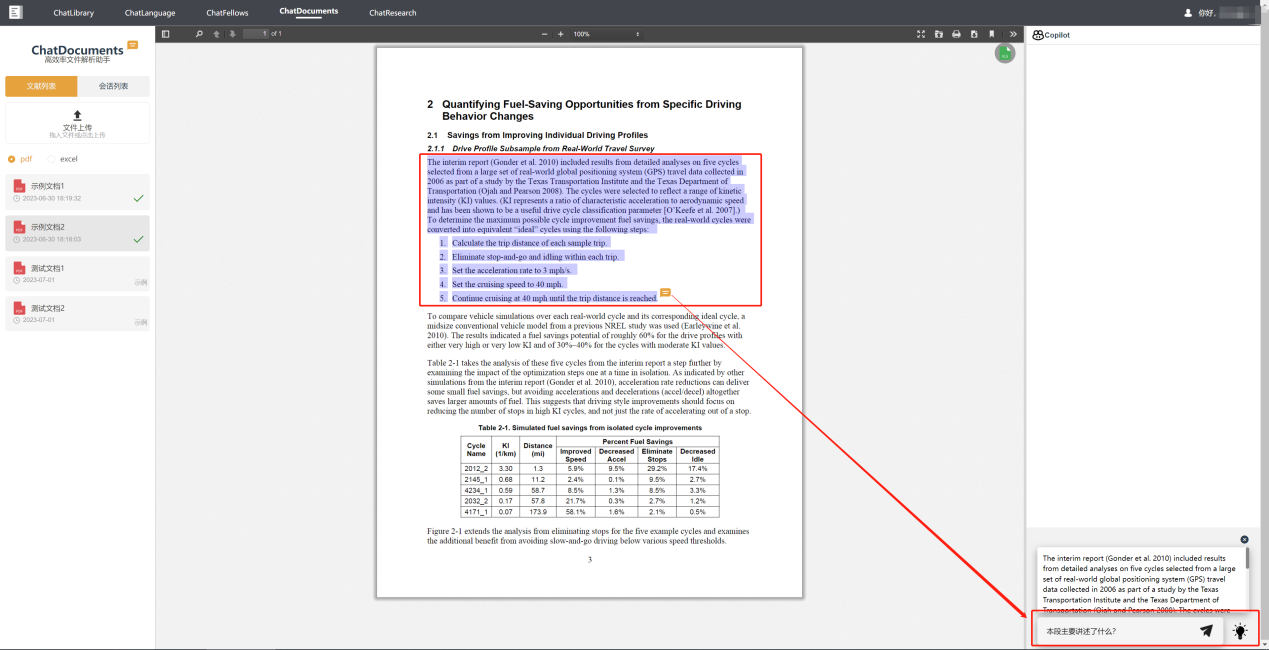 ChatLibrary
ChatLanguage
ChatFellows
ChatDocuments
ChatResearch
你好,
ChatDocuments
高效率文件解析助手
文献列表
会话列表
文件上传
拖入文件或点击上传
pdf
excel
示例文档1
2023-06-30 18:19:32
示例文档2
2023-06-30 18:18:03
测试文档1
2023-07-01
示例
测试文档2
2023-07-01
示例
1 of 1
100%
2 Quantifying Fuel-Saving Opportunities from Specific Driving
Behavior Changes
2.1 Savings from Improving Individual Driving Profiles
2.1.1 Drive Profile Subsample from Real-World Travel Survey
The interim report (Gonder et al. 2010) included results from detailed analyses on five cycles
selected from a large set of real-world global positioning system (GPS) travel data collected in
2006 as part of a study by the Texas Transportation Institute and the Texas Department of
Transportation (Ojah and Pearson 2008). The cycles were selected to reflect a range of kinetic
intensity (KI) values. (KI represents a ratio of characteristic acceleration to aerodynamic speed
and has been shown to be a useful drive cycle classification parameter [O'Keefe et al. 2007].)
To determine the maximum possible cycle improvement fuel savings, the real-world cycles were
converted into equivalent "ideal" cycles using the following steps:
1. Calculate the trip distance of each sample trip.
2. Eliminate stop-and-go and idling within each trip.
3. Set the acceleration rate to 3 mph/s.
4. Set the cruising speed to 40 mph.
5. Continue cruising at 40 mph until the trip distance is reached.
To compare vehicle simulations over each real-world cycle and its corresponding ideal cycle, a
midsize conventional vehicle model from a previous NREL study was used (Earleywine et al.
2010). The results indicated a fuel savings potential of roughly 60% for the drive profiles with
either very high or very low KI and of 30%–40% for the cycles with moderate KI values.
Table 2-1 takes the analysis of these five cycles from the interim report a step further by
examining the impact of the optimization steps one at a time in isolation. As indicated by other
simulations from the interim report (Gonder et al. 2010), acceleration rate reductions can deliver
some small fuel savings, but avoiding accelerations and decelerations (accel/decel) altogether
saves larger amounts of fuel. This suggests that driving style improvements should focus on
reducing the number of stops in high KI cycles, and not just the rate of accelerating out of a stop.
Table 2-1. Simulated fuel savings from isolated cycle improvements
Cycle Name KI (1/km) Distance (mi) Percent Fuel Savings
Improved Speed Decreased Accel Eliminate Stops Decreased Idle
2012_2 3.30 1.3 5.9% 9.5% 29.2% 17.4%
2145_1 0.68 11.2 2.4% 0.1% 9.5% 2.7%
4234_1 0.59 58.7 8.5% 1.3% 8.5% 3.3%
2032_2 0.17 57.8 21.7% 0.3% 2.7% 1.2%
4171_1 0.07 173.9 58.1% 1.6% 2.1% 0.5%
Figure 2-1 extends the analysis from eliminating stops for the five example cycles and examines
the additional benefit from avoiding slow-and-go driving below various speed thresholds.
3
Copilot
The interim report (Gonder et al. 2010) included results
from detailed analyses on five cycles selected from a large
set of real-world global positioning system (GPS) travel
data collected in 2006 as part of a study by the Texas
Transportation Institute and the Texas Department of
Transportation (Ojah and Pearson 2008). The cycles were
本段主要讲述了什么?